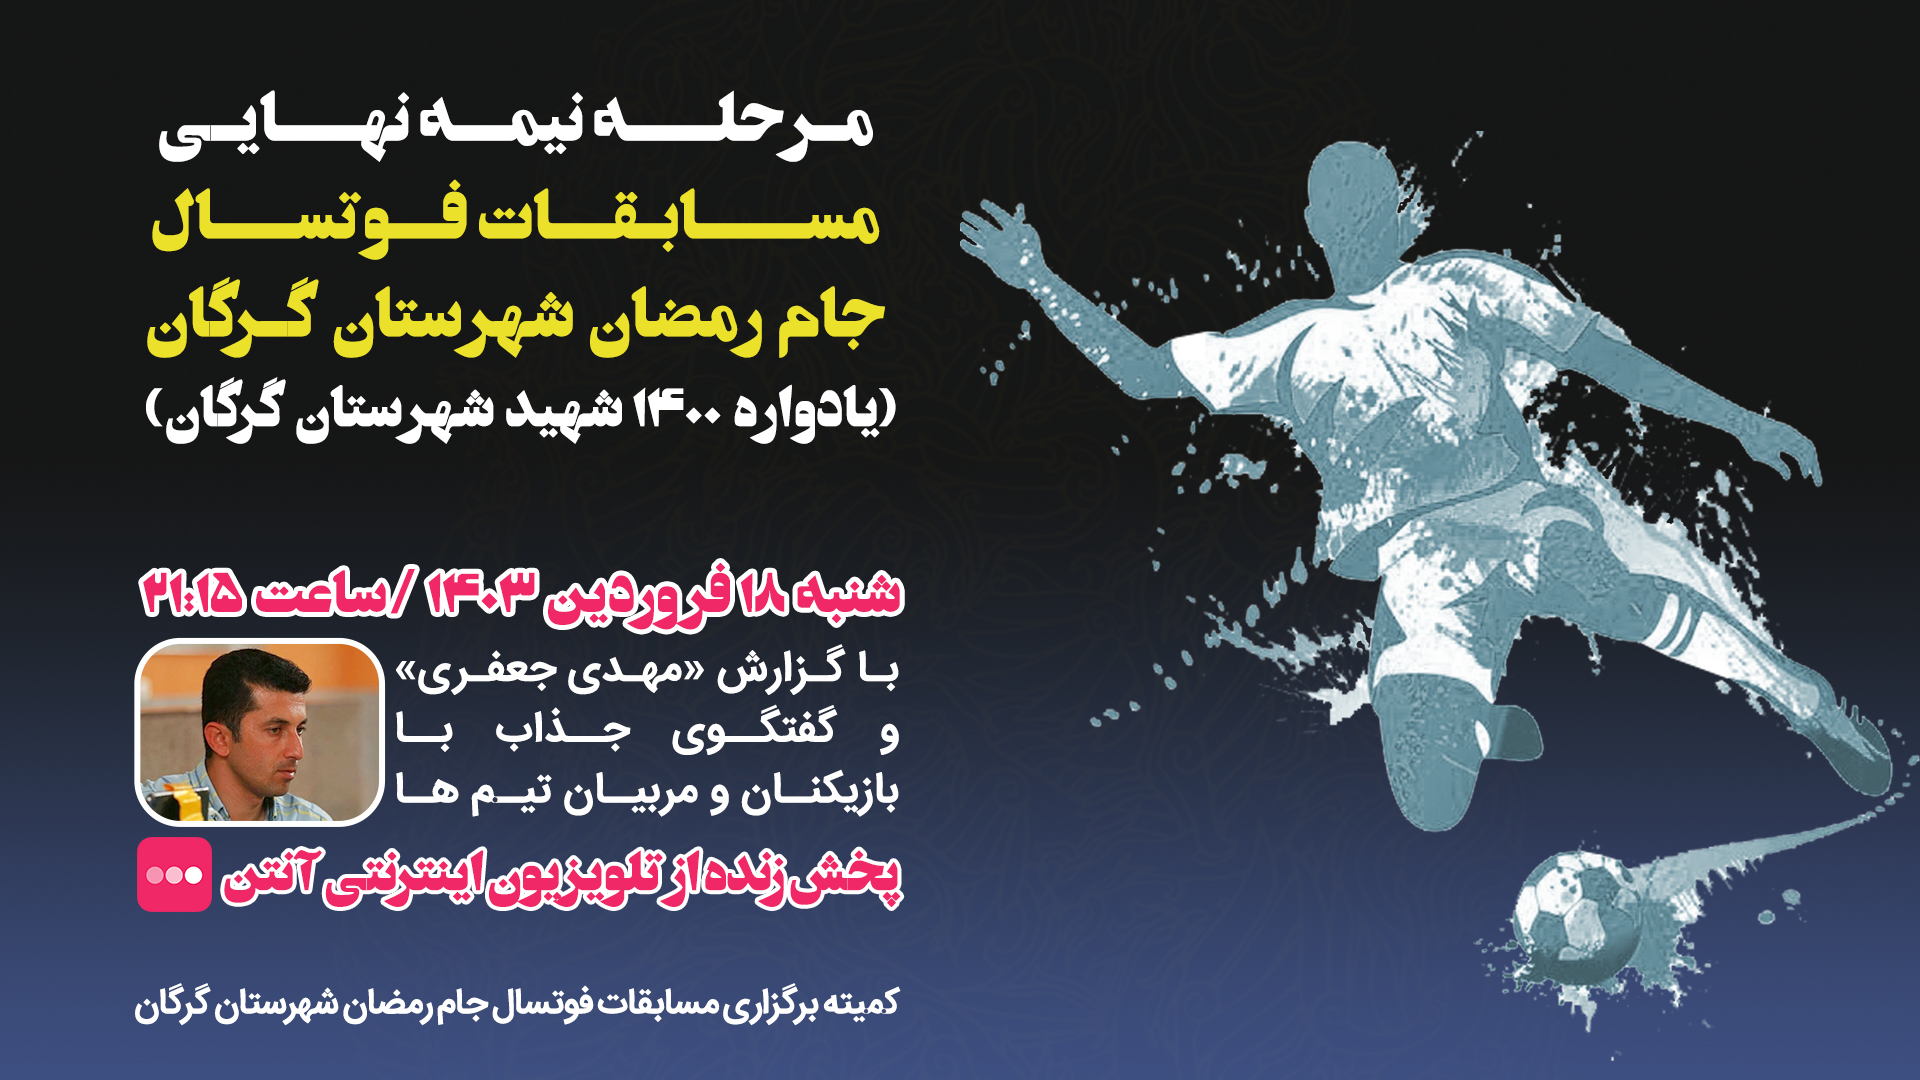 مرحله نیمه نهایی
مسابقات فوتسال
جام رمضان شهرستان گرگان
(یادواره ۱۴۰۰ شهید شهرستان گرگان)
شنبه ۱۸ فروردین ۱۴۰۳ / ساعت ۲۱:۱۵
با گزارش «مهدی جعفری»
و گفتگوی جذاب با
بازیکنان و مربیان تیم ها
پخش زنده از تلویزیون اینترنتی آنتن
کمیته برگزاری مسابقات فوتسال جام رمضان شهرستان گرگان